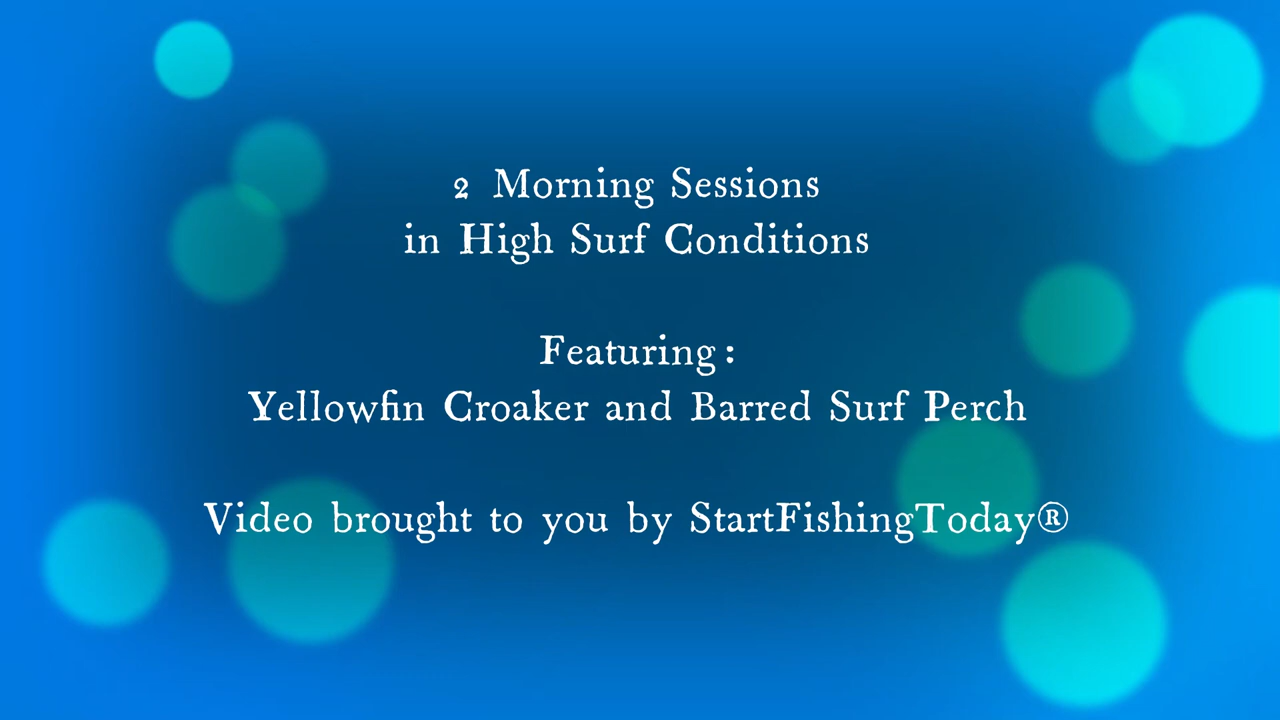 2 Morning Sessions
in High Surf Conditions
Featuring:
Yellowfin Croaker and Barred Surf Perch
Video brought to you by StartFishingToday®